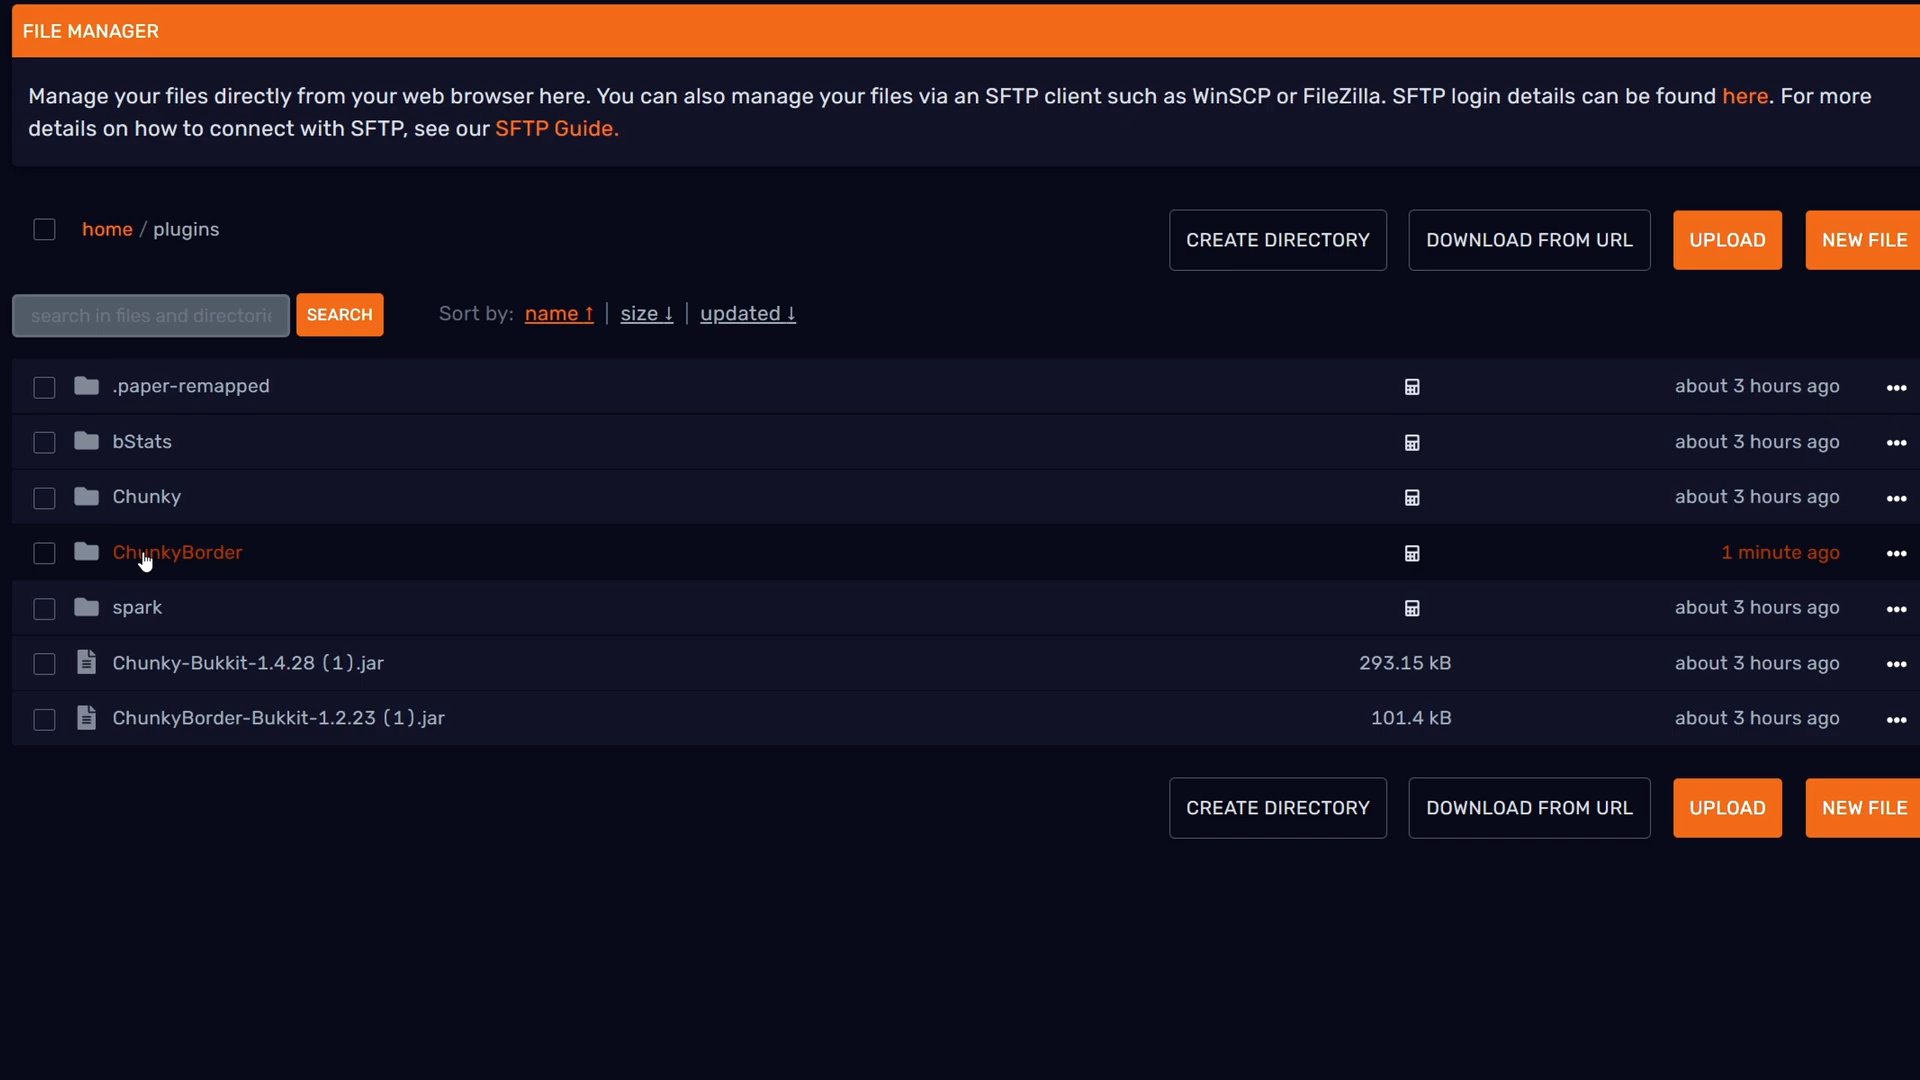 FILE MANAGER
Manage your files directly from your web browser here. You can also manage your files via an SFTP client such as WinSCP or FileZilla. SFTP login details can be found here. For more
details on how to connect with SFTP, see our SFTP Guide.
home / plugins
CREATE DIRECTORY
DOWNLOAD FROM URL
UPLOAD
NEW FILE
search in files and directorie
SEARCH
Sort by: name ↑ | size ↓ | updated ↓
.paper-remapped about 3 hours ago
bStats about 3 hours ago
Chunky about 3 hours ago
ChunkyBorder 1 minute ago
spark about 3 hours ago
Chunky-Bukkit-1.4.28 (1).jar 293.15 kB about 3 hours ago
ChunkyBorder-Bukkit-1.2.23 (1).jar 101.4 kB about 3 hours ago
CREATE DIRECTORY
DOWNLOAD FROM URL
UPLOAD
NEW FILE